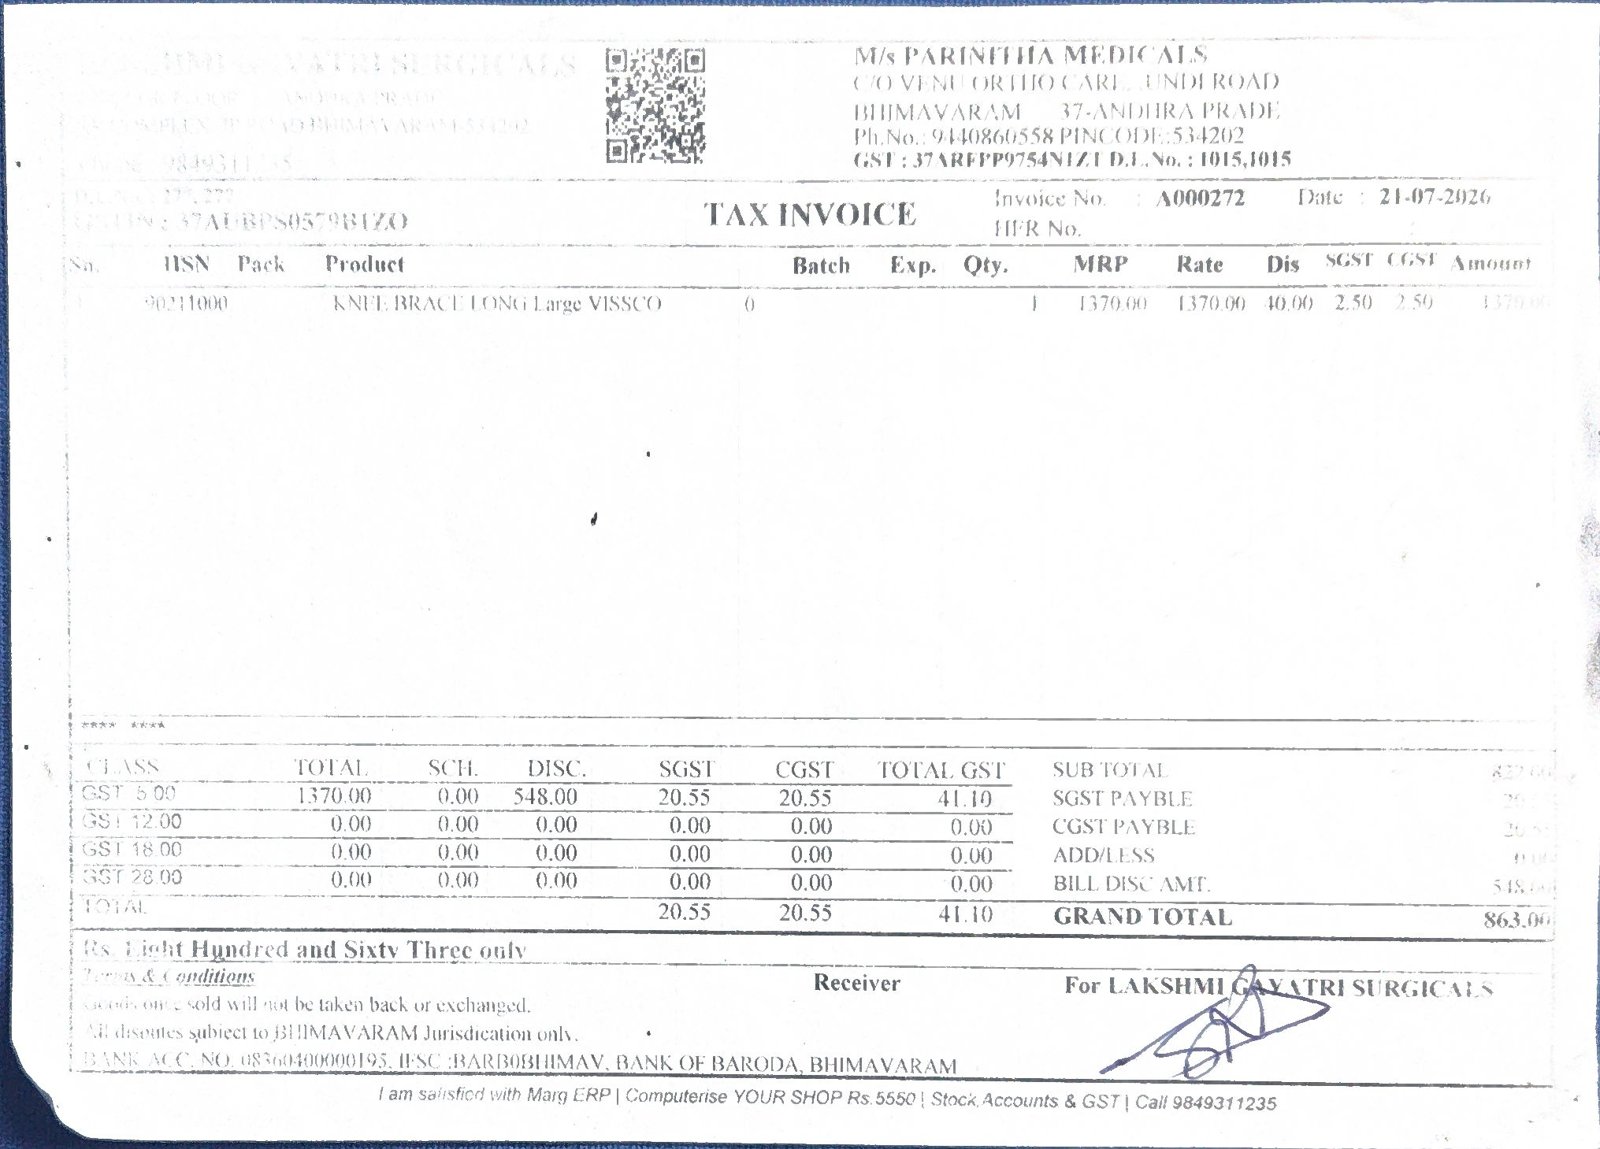 SURGICALS
M/s PARINITHA MEDICALS
C/O VENU ORTHO CARE, UNDI ROAD
BHIMAVARAM 37-ANDHRA PRADE
Ph.No.: 9440860558 PINCODE:534202
D.L.No. : 1015,1015
TAX INVOICE
Invoice No. : A000272 Date : 21-07-2026
HFR No. :
Sn. HSN Pack Product Batch Exp. Qty. MRP Rate Dis SGST CGST Amount
90211000 KNEE BRACE LONG Large VISSCO 0 1 1370.00 1370.00 40.00 2.50 2.50 1370.00
**** ****
CLASS TOTAL SCH. DISC. SGST CGST TOTAL GST
GST 5.00 1370.00 0.00 548.00 20.55 20.55 41.10
GST 12.00 0.00 0.00 0.00 0.00 0.00 0.00
GST 18.00 0.00 0.00 0.00 0.00 0.00 0.00
GST 28.00 0.00 0.00 0.00 0.00 0.00 0.00
TOTAL 20.55 20.55 41.10
SUB TOTAL
SGST PAYBLE
CGST PAYBLE
ADD/LESS
BILL DISC AMT. 548.00
GRAND TOTAL 863.00
Rs. Eight Hundred and Sixty Three only
Terms & Conditions
Goods once sold will not be taken back or exchanged.
All disputes subject to BHIMAVARAM Jurisdication only.
BANK ACC. NO. 08360400000195, IFSC :BARB0BHIMAV, BANK OF BARODA, BHIMAVARAM
Receiver
For LAKSHMI GAYATRI SURGICALS
I am satisfied with Marg ERP | Computerise YOUR SHOP Rs.5550 | Stock,Accounts & GST | Call 9849311235